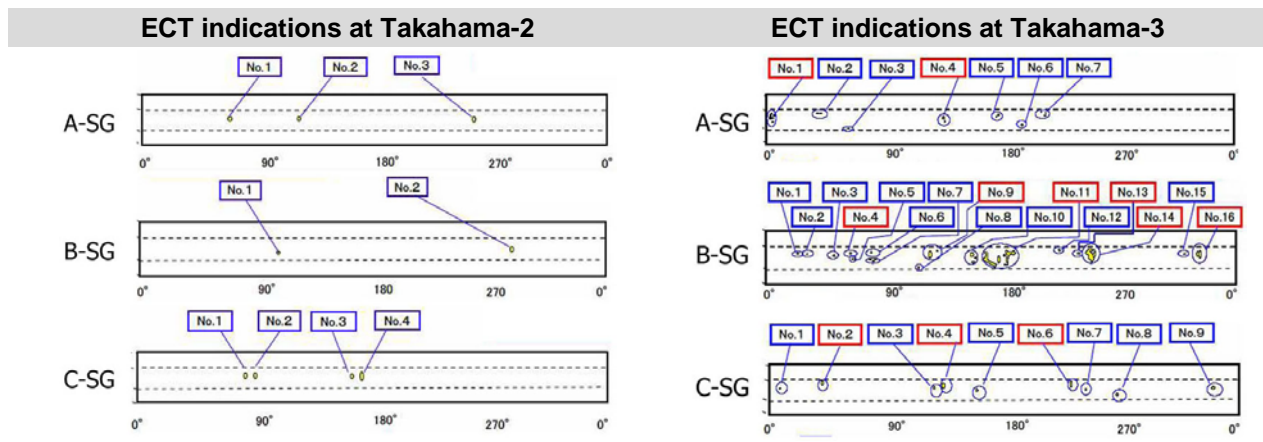 ECT indications at Takahama-2
ECT indications at Takahama-3
No.1 No.2 No.3
A-SG
0° 90° 180° 270° 0°
No.1 No.2
B-SG
0° 90° 180° 270 0°
No.1 No.2 No.3 No.4
C-SG
0° 90° 180° 270° 0°
No.1 No.2 No.3 No.4 No.5 No.6 No.7
A-SG
0° 90° 180° 270° 0°
No.1 No.3 No.5 No.7 No.9 No.11 No.13 No.15
No.2 No.4 No.6 No.8 No.10 No.12 No.14 No.16
B-SG
0° 90° 180° 270° 0°
No.1 No.2 No.3 No.4 No.5 No.6 No.7 No.8 No.9
C-SG
0° 90° 180° 270° 0°